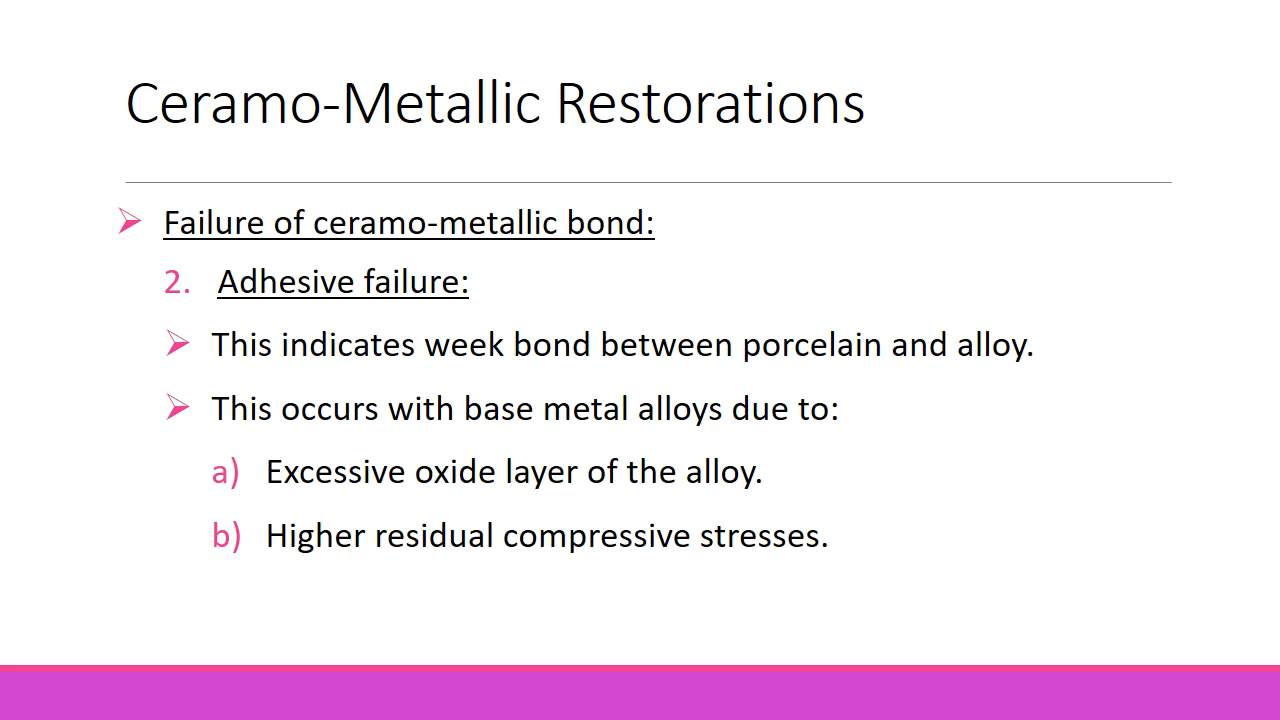 Ceramo-Metallic Restorations
➢ Failure of ceramo-metallic bond:
2. Adhesive failure:
➢ This indicates week bond between porcelain and alloy.
➢ This occurs with base metal alloys due to:
a) Excessive oxide layer of the alloy.
b) Higher residual compressive stresses.